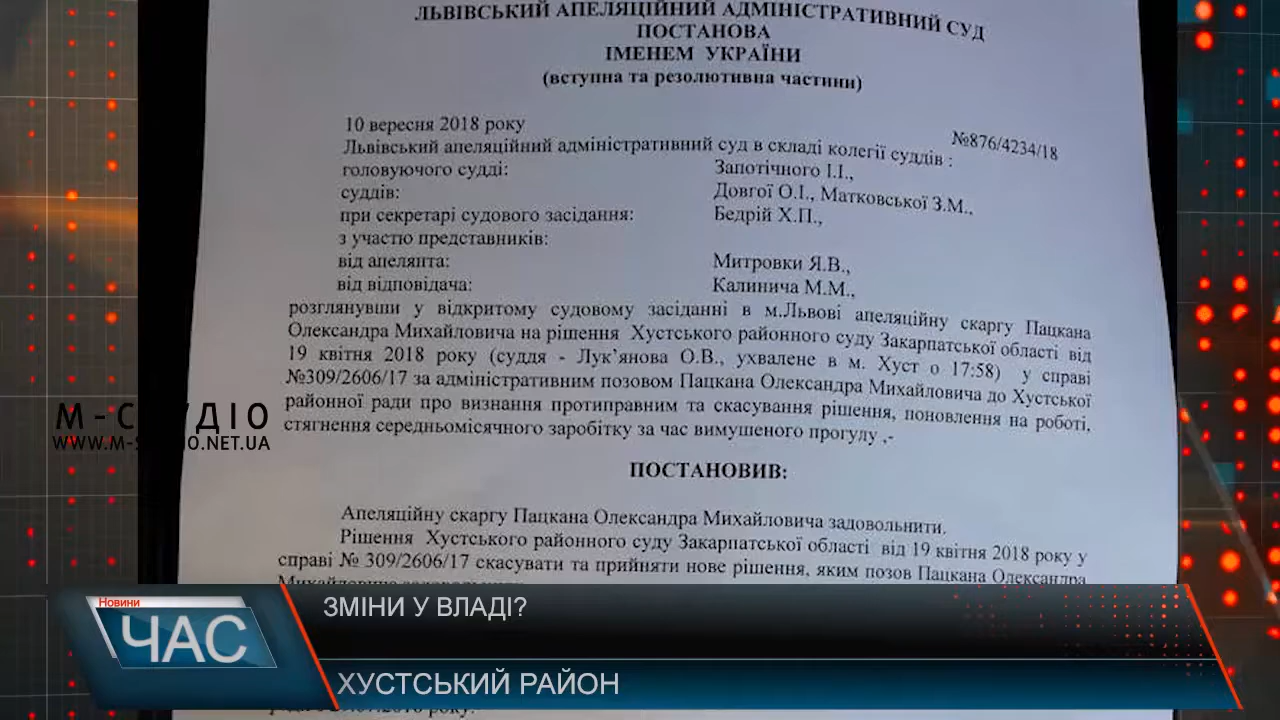 ЛЬВІВСЬКИЙ АПЕЛЯЦІЙНИЙ АДМІНІСТРАТИВНИЙ СУД
ПОСТАНОВА
ІМЕНЕМ УКРАЇНИ
(вступна та резолютивна частини)
10 вересня 2018 року
№876/4234/18
Львівський апеляційний адміністративний суд в складі колегії суддів :
головуючого судді: Запотічного І.І.,
суддів: Довгої О.І., Матковської З.М.,
при секретарі судового засідання: Бедрій Х.П.,
з участю представників:
від апелянта: Митровки Я.В.,
від відповідача: Калинича М.М.,
розглянувши у відкритому судовому засіданні в м.Львові апеляційну скаргу Пацкана
Олександра Михайловича на рішення Хустського районного суду Закарпатської області від
19 квітня 2018 року (суддя - Лук’янова О.В., ухвалене в м. Хуст о 17:58) у справі
№309/2606/17 за адміністративним позовом Пацкана Олександра Михайловича до Хустської
районної ради про визнання протиправним та скасування рішення, поновлення на роботі,
стягнення середньомісячного заробітку за час вимушеного прогулу ,-
ПОСТАНОВИВ:
Апеляційну скаргу Пацкана Олександра Михайловича задовольнити.
Рішення Хустського районного суду Закарпатської області від 19 квітня 2018 року у
справі № 309/2606/17 скасувати та прийняти нове рішення, яким позов Пацкана Олександра
М-СТУДІО
WWW.M-STUDIO.NET.UA
Новини
ЧАС
ЗМІНИ У ВЛАДІ?
ХУСТСЬКИЙ РАЙОН